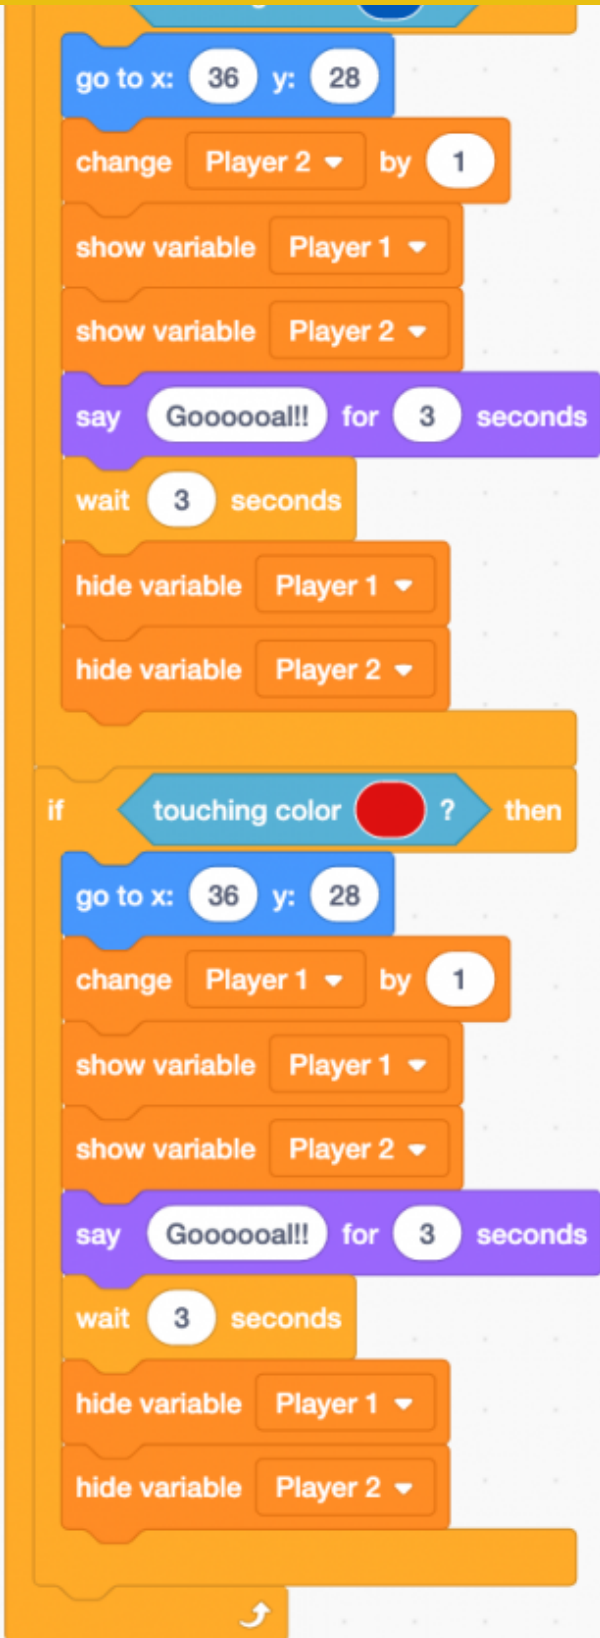 go to x: 36 y: 28
change Player 2 by 1
show variable Player 1
show variable Player 2
say Goooooal!! for 3 seconds
wait 3 seconds
hide variable Player 1
hide variable Player 2
if touching color ? then
go to x: 36 y: 28
change Player 1 by 1
show variable Player 1
show variable Player 2
say Goooooal!! for 3 seconds
wait 3 seconds
hide variable Player 1
hide variable Player 2